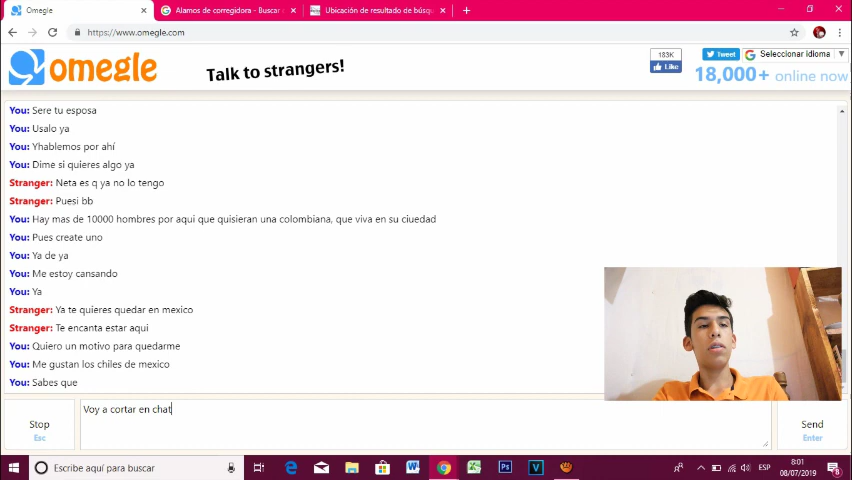 Omegle
Alamos de corregidora - Buscar
Ubicación de resultado de búsqu
https://www.omegle.com
omegle
Talk to strangers!
Like
Tweet
Seleccionar idioma
18,000+ online now
You: Sere tu esposa
You: Usalo ya
You: Yhablemos por ahí
You: Dime si quieres algo ya
Stranger: Neta es q ya no lo tengo
Stranger: Puesi bb
You: Hay mas de 10000 hombres por aqui que quisieran una colombiana, que viva en su ciuedad
You: Pues create uno
You: Ya de ya
You: Me estoy cansando
You: Ya
Stranger: Ya te quieres quedar en mexico
Stranger: Te encanta estar aqui
You: Quiero un motivo para quedarme
You: Me gustan los chiles de mexico
You: Sabes que
Stop
Esc
Voy a cortar en chat
Send
Enter
Escribe aquí para buscar
ESP
8:01
08/07/2019